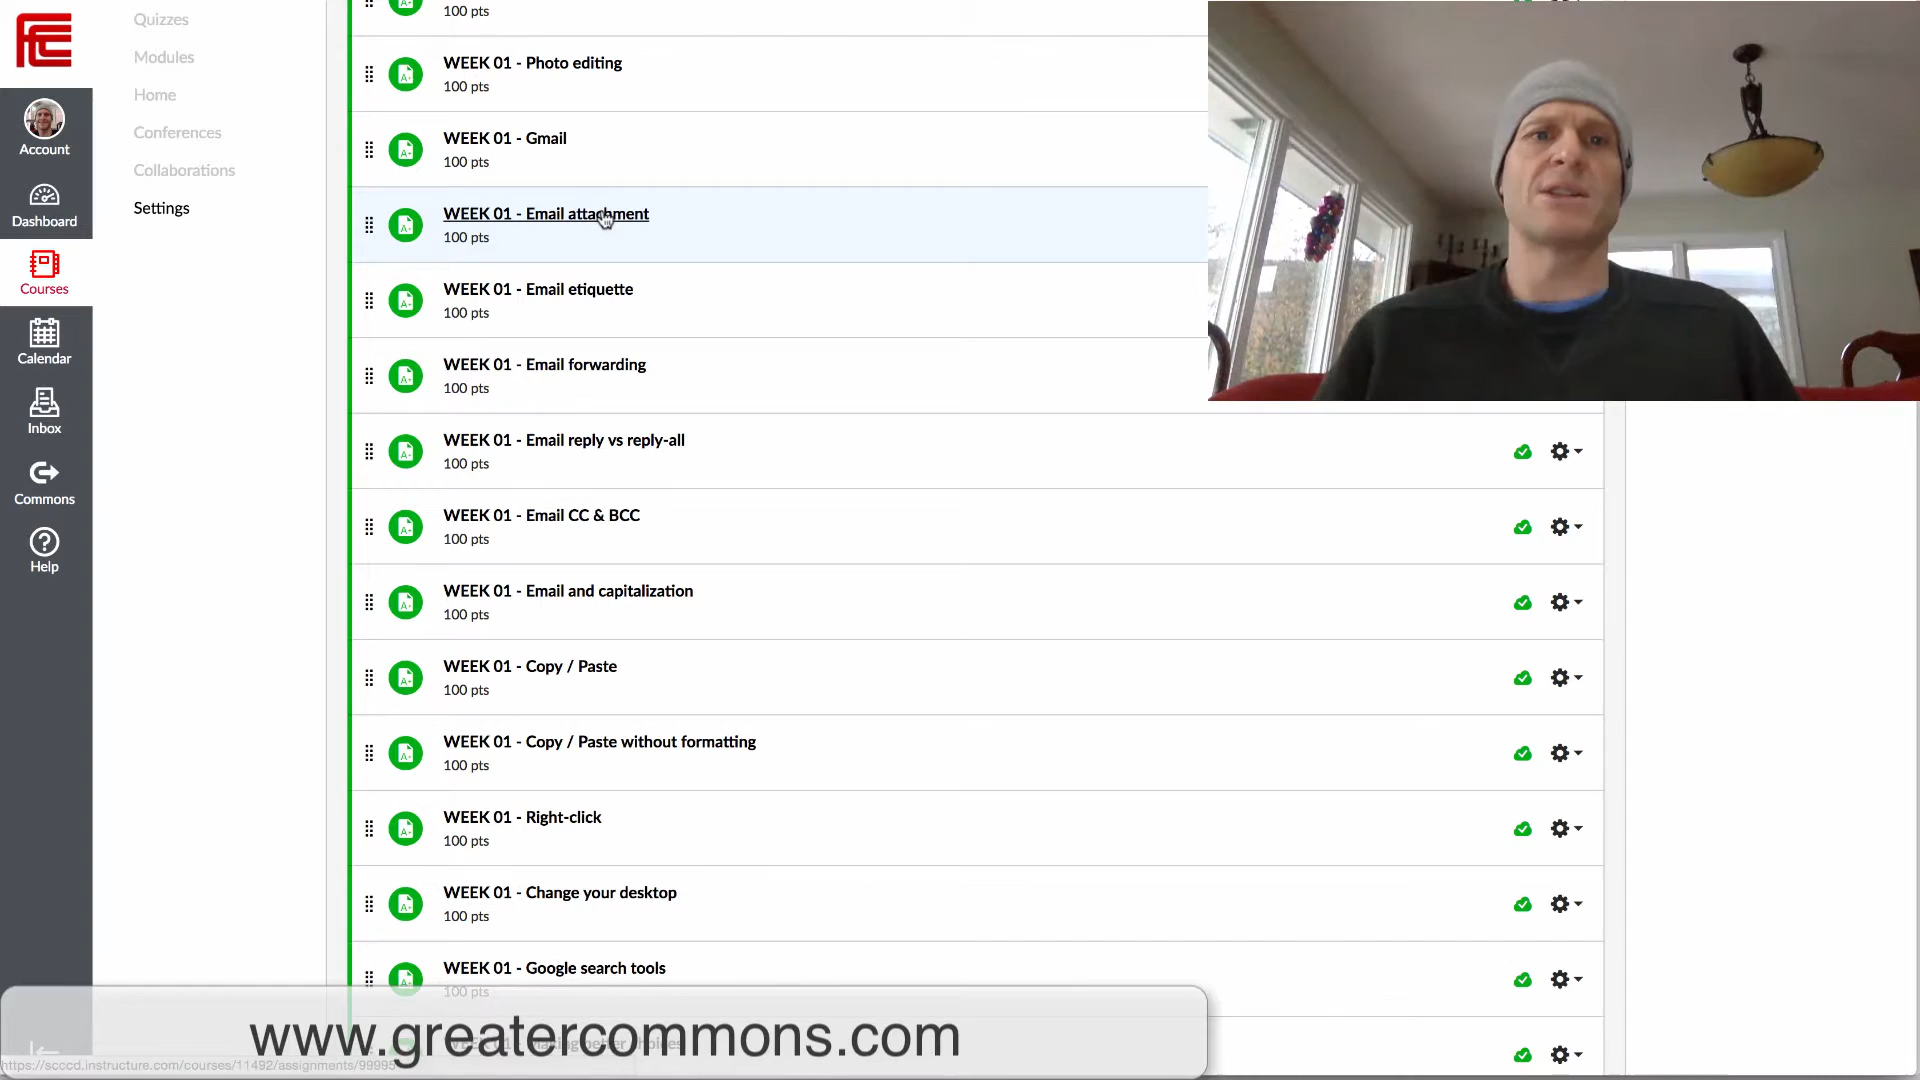 Quizzes
Modules
Home
Conferences
Collaborations
Settings
Account
Dashboard
Courses
Calendar
Inbox
Commons
Help
100 pts
WEEK 01 - Photo editing
100 pts
WEEK 01 - Gmail
100 pts
WEEK 01 - Email attachment
100 pts
WEEK 01 - Email etiquette
100 pts
WEEK 01 - Email forwarding
100 pts
WEEK 01 - Email reply vs reply-all
100 pts
WEEK 01 - Email CC & BCC
100 pts
WEEK 01 - Email and capitalization
100 pts
WEEK 01 - Copy / Paste
100 pts
WEEK 01 - Copy / Paste without formatting
100 pts
WEEK 01 - Right-click
100 pts
WEEK 01 - Change your desktop
100 pts
WEEK 01 - Google search tools
100 pts
www.greatercommons.com
https://scccd.instructure.com/courses/11492/assignments/99995